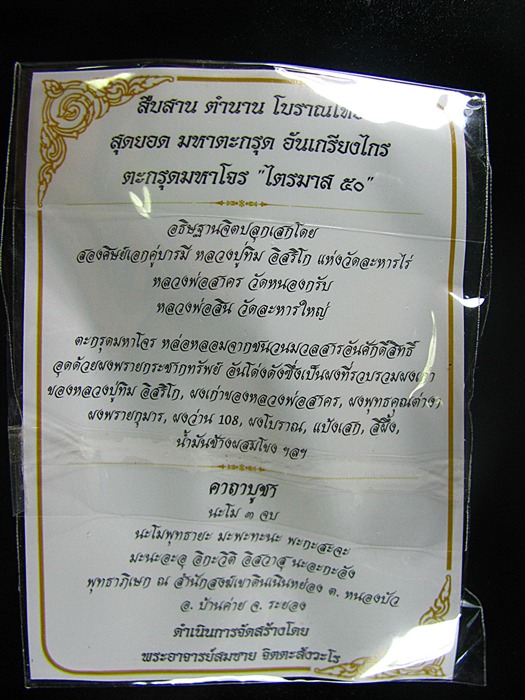 สืบสาน ตำนาน โบราณ
สุดยอด มหาตะกรุด อันเกรียงไกร
ตะกรุดมหาโจร "ไตรมาส ๕๐"
อธิษฐานจิตปลุกเสกโดย
สองศิษย์เอกคู่บารมี หลวงปู่ทิม อิสริโก แห่งวัดละหารไร่
หลวงพ่อสาคร วัดหนองกรับ
หลวงพ่อสิน วัดละหารใหญ่
ตะกรุดมหาโจร หล่อหลอมจากชนวนมวลสารอันศักดิ์สิทธิ์
อุดด้วยผงพรายกระชากทรัพย์ อันโด่งดังซึ่งเป็นผงที่รวบรวมผงเก่า
ของหลวงปู่ทิม อิสริโก, ผงเก่าของหลวงพ่อสาคร, ผงพุทธคุณต่างๆ
ผงพรายกุมาร, ผงว่าน 108, ผงโบราณ, แป้งเสก, สีผึ้ง,
น้ำมันช้างผสมโขง ฯลฯ
คาถาบูชา
นะโม ๓ จบ
นะโมพุทธายะ มะพะทะนะ พะกะสะจะ
มะนะอะอุ อิกะวิติ อิสวาสุ นะอะกะอัง
พุทธาภิเษก ณ สำนักสงฆ์เขาดินเนินหย่อง ต. หนองบัว
อ. บ้านค่าย จ. ระยอง
ดำเนินการจัดสร้างโดย
พระอาจารย์สมชาย จิตตะสังวะโร